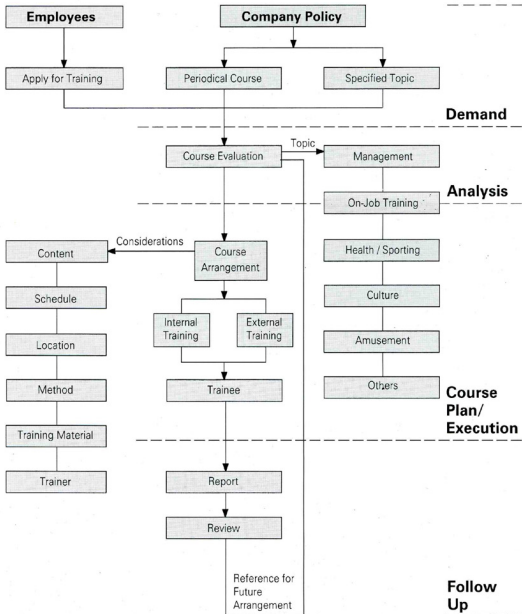 Employees
Company Policy
Apply for Training
Periodical Course
Specified Topic
Demand
Course Evaluation
Topic
Management
On-Job Training
Analysis
Content
Considerations
Course
Arrangement
Health / Sporting
Schedule
Culture
Internal
Training
External
Training
Location
Amusement
Method
Trainee
Others
Course
Plan/
Execution
Training Material
Trainer
Report
Review
Reference for
Future
Arrangement
Follow
Up